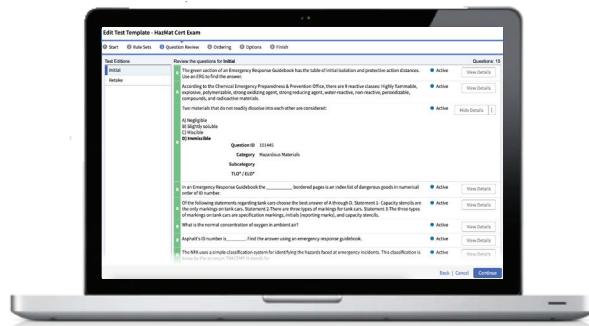 Edit Test Template - HazMat Cert Exam
Start Rule Sets Question Review Ordering Options Finish
Test Editions Review the questions for Initial Questions: 10
Initial
Retake
The green section of an Emergency Response Guidebook has the table of initial isolation and protective action distances. Active View Details
Use an ERG to find the answer.
According to the Chemical Emergency Preparedness & Prevention Office, there are 9 reactive classes: Highly flammable, Active View Details
explosive, polymerizable, strong oxidizing agent, strong reducing agent, water-reactive, non-reactive, peroxidizable,
compounds, and radioactive materials.
Two materials that do not readily dissolve into each other are considered: Active Hide Details
A) Negligible
B) Slightly soluble
C) Miscible
D) Immiscible
Question ID 101445
Category Hazardous Materials
Subcategory
TLO* / ELO*
In an Emergency Response Guidebook the ____________ bordered pages is an index list of dangerous goods in numerical Active View Details
order of ID number.
Of the following statements regarding tank cars choose the best answer of A through D. Statement 1- Capacity stencils are Active View Details
the only markings on tank cars. Statement 2-There are three types of markings for tank cars. Statement 3-The three types
of markings on tank cars are specification markings, initials (reporting marks), and capacity stencils.
What is the normal concentration of oxygen in ambient air? Active View Details
Asphalt's ID number is_______. Find the answer using an emergency response guidebook. Active View Details
The NFA uses a simple classification system for identifying the hazards faced at emergency incidents. This classification is Active View Details
Back | Cancel Continue